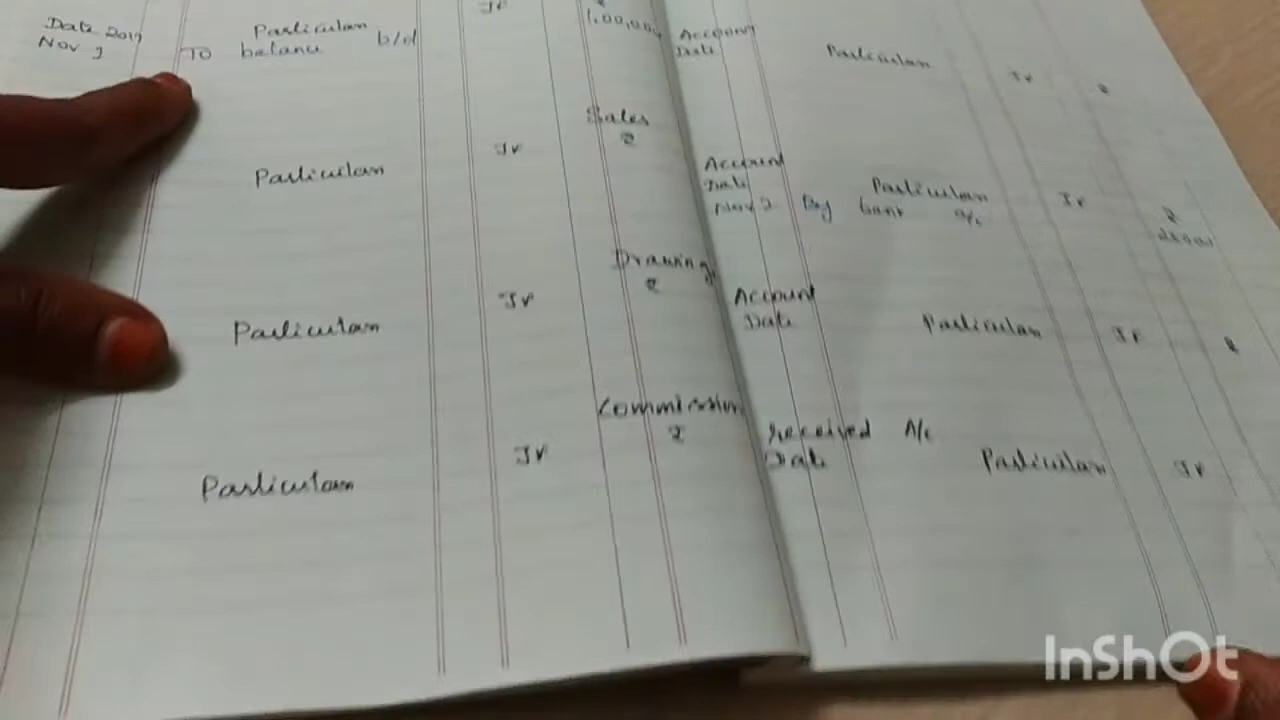 Date 2019 Particulars JF ₹ Account
Nov 1 To balance b/d 1,00,000 Date Particulars JF ₹
Sales Account
Particulars JF ₹ Date Particulars JF ₹
Nov 2 By bank a/c
Drawings Account
Particulars JF ₹ Date Particulars JF ₹
Commission received A/c
Particulars JF ₹ Date Particulars JF
InShOt